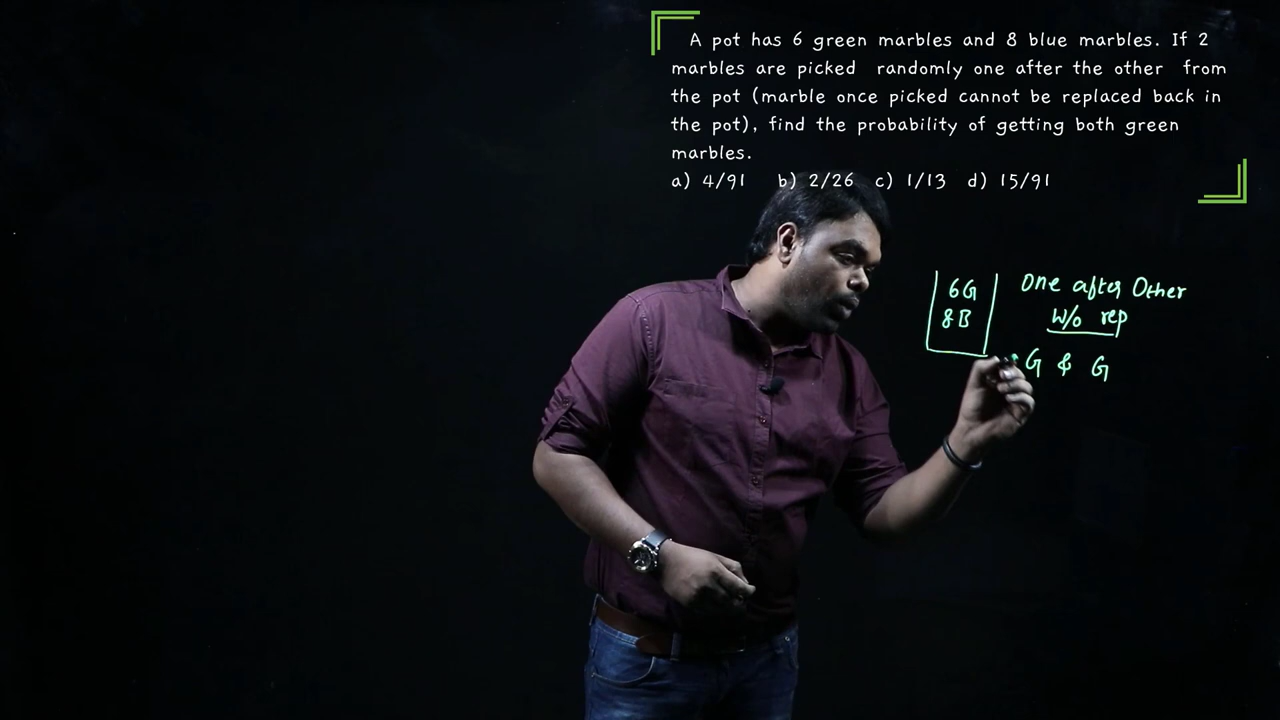 A pot has 6 green marbles and 8 blue marbles. If 2
marbles are picked randomly one after the other from
the pot (marble once picked cannot be replaced back in
the pot), find the probability of getting both green
marbles.
a) 4/91 b) 2/26 c) 1/13 d) 15/91
6G
8B
One after Other
W/o rep
G & G